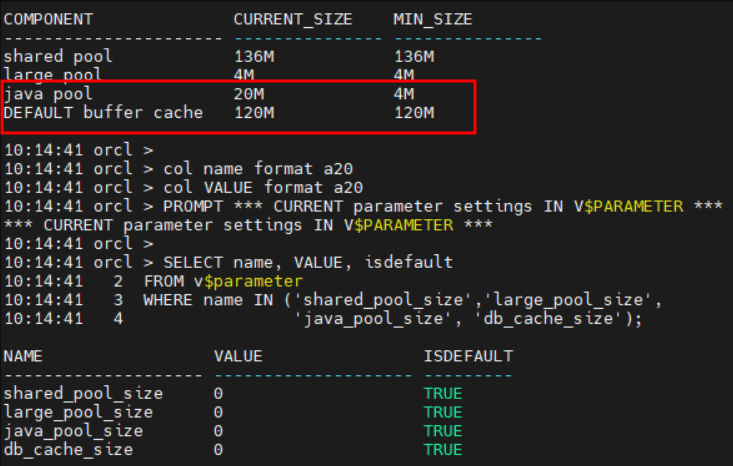 COMPONENT CURRENT_SIZE MIN_SIZE
---------------------- --------------- ---------------
shared pool 136M 136M
large pool 4M 4M
java pool 20M 4M
DEFAULT buffer cache 120M 120M
10:14:41 orcl >
10:14:41 orcl > col name format a20
10:14:41 orcl > col VALUE format a20
10:14:41 orcl > PROMPT *** CURRENT parameter settings IN V$PARAMETER ***
*** CURRENT parameter settings IN V$PARAMETER ***
10:14:41 orcl >
10:14:41 orcl > SELECT name, VALUE, isdefault
10:14:41 2 FROM v$parameter
10:14:41 3 WHERE name IN ('shared_pool_size','large_pool_size',
10:14:41 4 'java_pool_size', 'db_cache_size');
NAME VALUE ISDEFAULT
-------------------- -------------------- ---------
shared_pool_size 0 TRUE
large_pool_size 0 TRUE
java_pool_size 0 TRUE
db_cache_size 0 TRUE